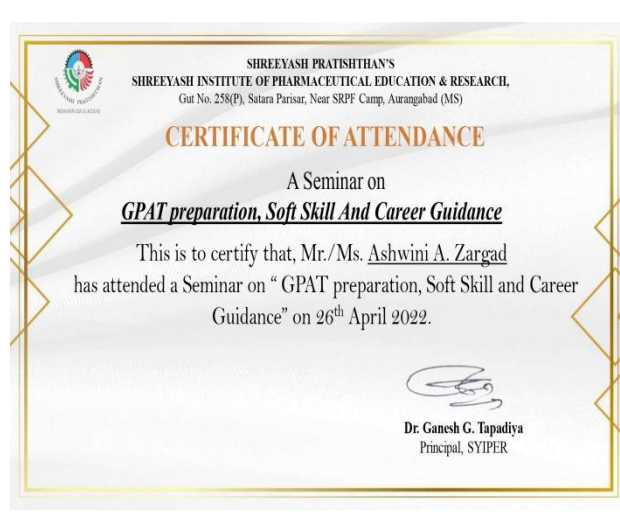 SHREEYASH PRATISHTHAN'S
SHREEYASH INSTITUTE OF PHARMACEUTICAL EDUCATION & RESEARCH,
Gut No. 258(P), Satara Parisar, Near SRPF Camp, Aurangabad (MS)
CERTIFICATE OF ATTENDANCE
A Seminar on
GPAT preparation, Soft Skill And Career Guidance
This is to certify that, Mr./Ms. Ashwini A. Zargad
has attended a Seminar on “ GPAT preparation, Soft Skill and Career
Guidance” on 26th April 2022.
Dr. Ganesh G. Tapadiya
Principal, SYIPER